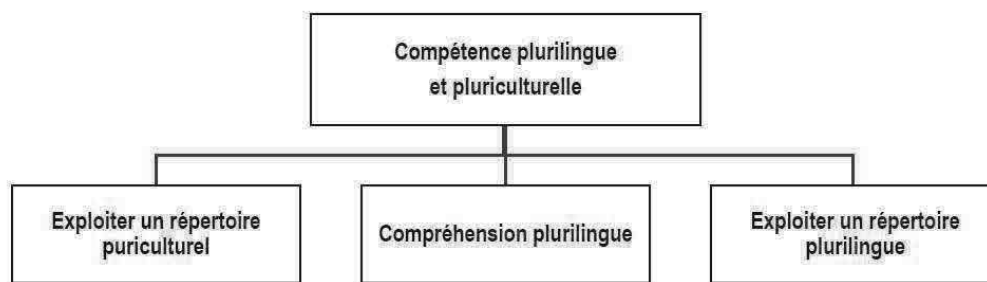 Compétence plurilingue
et pluriculturelle
Exploiter un répertoire
puriculturel
Compréhension plurilingue
Exploiter un répertoire
plurilingue